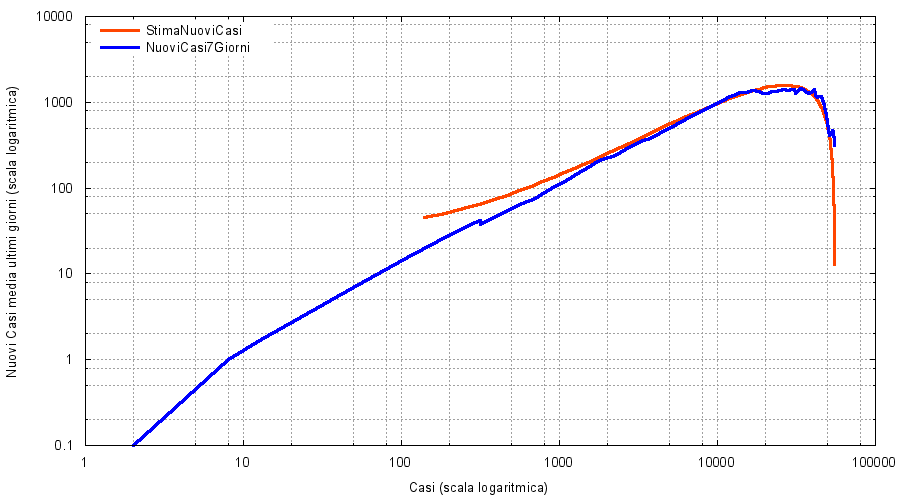 10000
StimaNuoviCasi
NuoviCasi7Giorni
1000
100
10
1
0.1
Nuovi Casi media ultimi giorni (scala logaritmica)
1 10 100 1000 10000 100000
Casi (scala logaritmica)